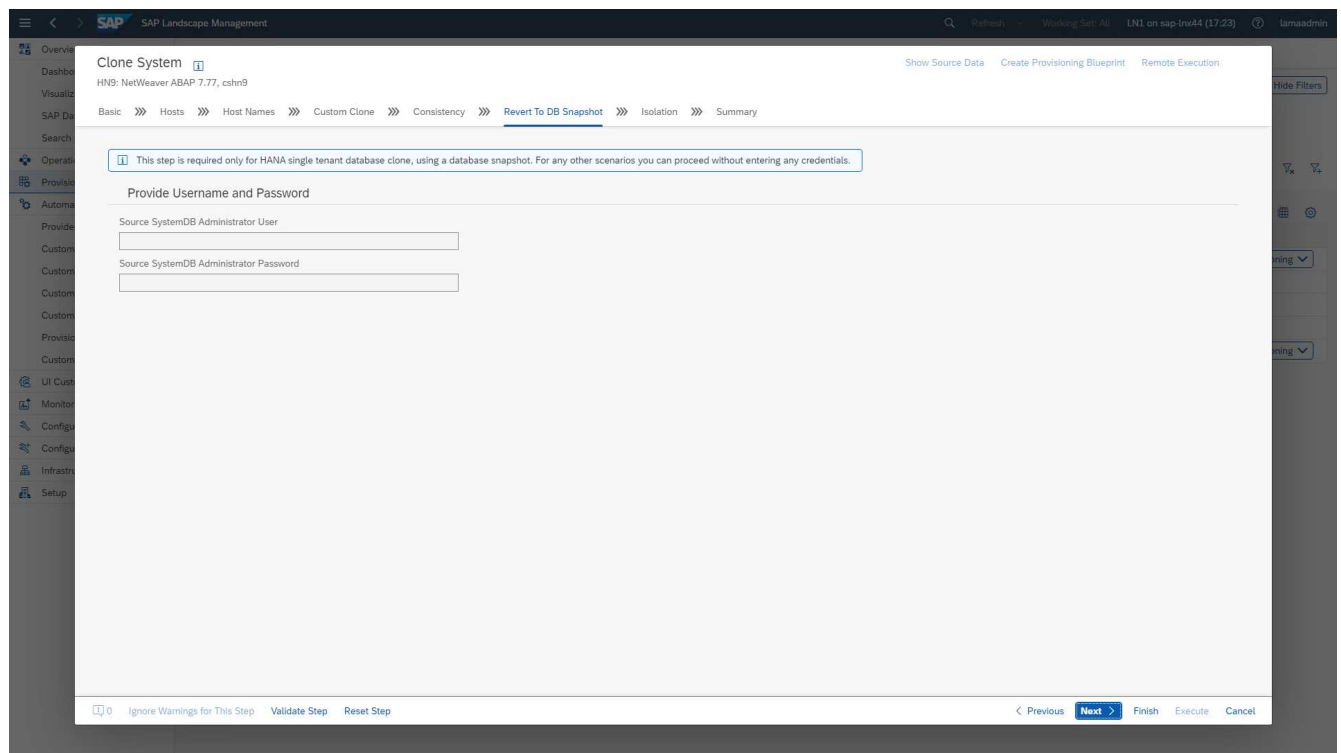 SAP SAP Landscape Management Refresh Working Set: All LN1 on sap-lnx44 (17:23) lamaadmin
Overvie
Dashbo
Visualiz
SAP Da
Search
Operati
Provisio
Automa
Provide
Custom
Custom
Custom
Custom
Provisio
Custom
UI Cust
Monitor
Configu
Configu
Infrastru
Setup
Clone System
Show Source Data Create Provisioning Blueprint Remote Execution
HN9: NetWeaver ABAP 7.77, cshn9
Basic Hosts Host Names Custom Clone Consistency Revert To DB Snapshot Isolation Summary
This step is required only for HANA single tenant database clone, using a database snapshot. For any other scenarios you can proceed without entering any credentials.
Provide Username and Password
Source SystemDB Administrator User
Source SystemDB Administrator Password
0 Ignore Warnings for This Step Validate Step Reset Step
< Previous Next > Finish Execute Cancel
Hide Filters
oning
oning